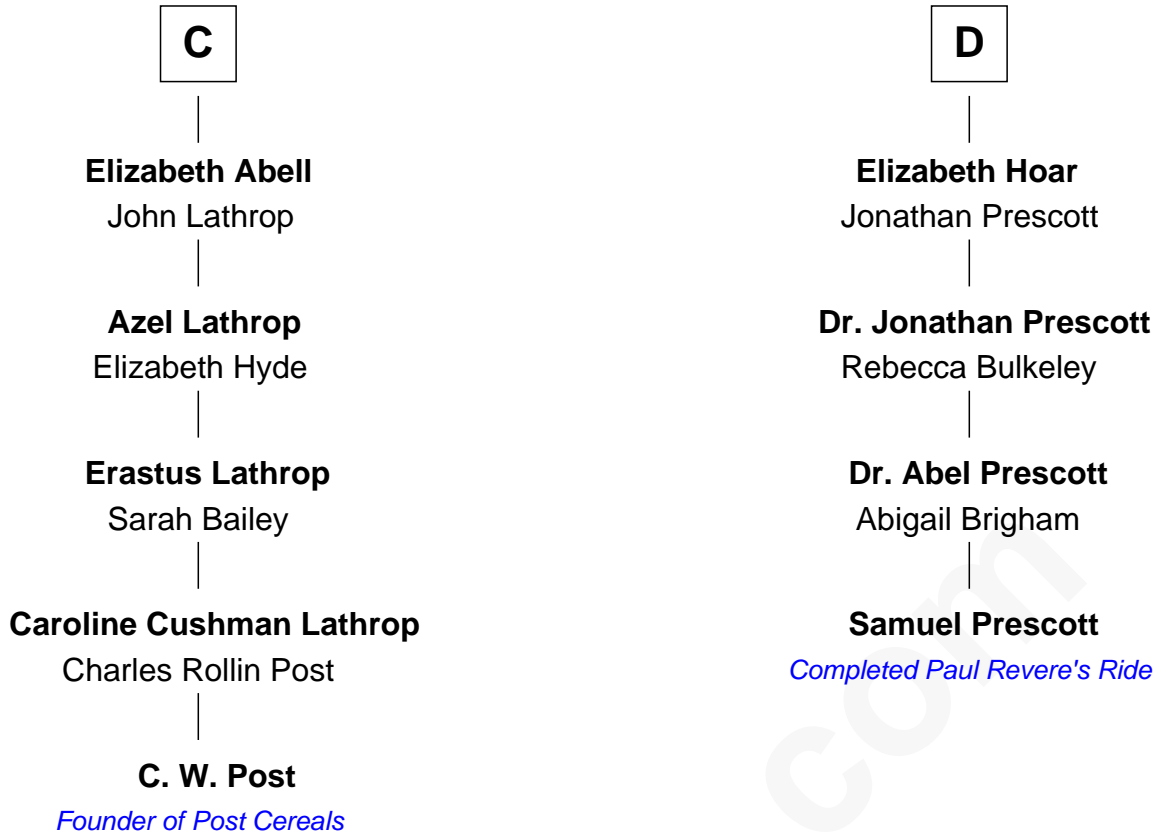 C
Elizabeth Abell
John Lathrop
Azel Lathrop
Elizabeth Hyde
Erastus Lathrop
Sarah Bailey
Caroline Cushman Lathrop
Charles Rollin Post
C. W. Post
Founder of Post Cereals
D
Elizabeth Hoar
Jonathan Prescott
Dr. Jonathan Prescott
Rebecca Bulkeley
Dr. Abel Prescott
Abigail Brigham
Samuel Prescott
Completed Paul Revere's Ride
com